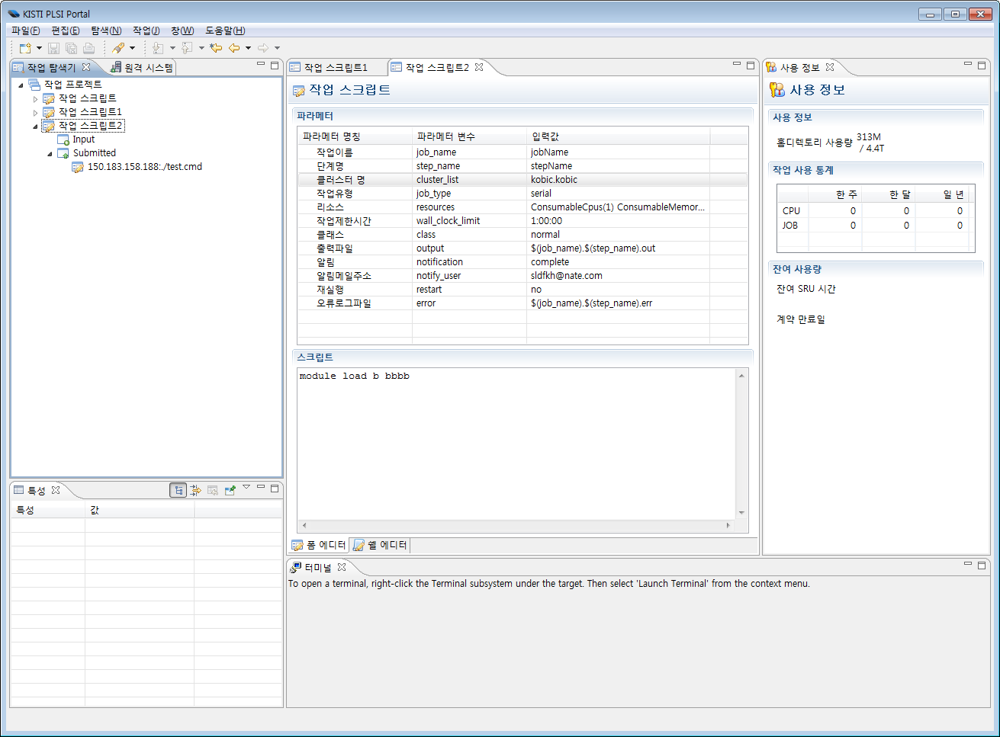 KISTI PLSI Portal
파일(F) 편집(E) 탐색(N) 작업(J) 창(W) 도움말(H)
작업 탐색기 원격 시스템
작업 프로젝트
작업 스크립트
작업 스크립트1
작업 스크립트2
Input
Submitted
150.183.158.188:./test.cmd
특성
특성 값
작업 스크립트1 작업 스크립트2
작업 스크립트
파라메터
파라메터 명칭 파라메터 변수 입력값
작업이름 job_name jobName
단계명 step_name stepName
클러스터 명 cluster_list kobic.kobic
작업유형 job_type serial
리소스 resources ConsumableCpus(1) ConsumableMemor...
작업제한시간 wall_clock_limit 1:00:00
클래스 class normal
출력파일 output $(job_name).$(step_name).out
알림 notification complete
알림메일주소 notify_user sldfkh@nate.com
재실행 restart no
오류로그파일 error $(job_name).$(step_name).err
스크립트
module load b bbbb
폼 에디터 쉘 에디터
터미널
To open a terminal, right-click the Terminal subsystem under the target. Then select 'Launch Terminal' from the context menu.
사용 정보
사용 정보
사용 정보
홈디렉토리 사용량 313M / 4.4T
작업 사용 통계
한 주 한 달 일 년
CPU 0 0 0
JOB 0 0 0
잔여 사용량
잔여 SRU 시간
계약 만료일